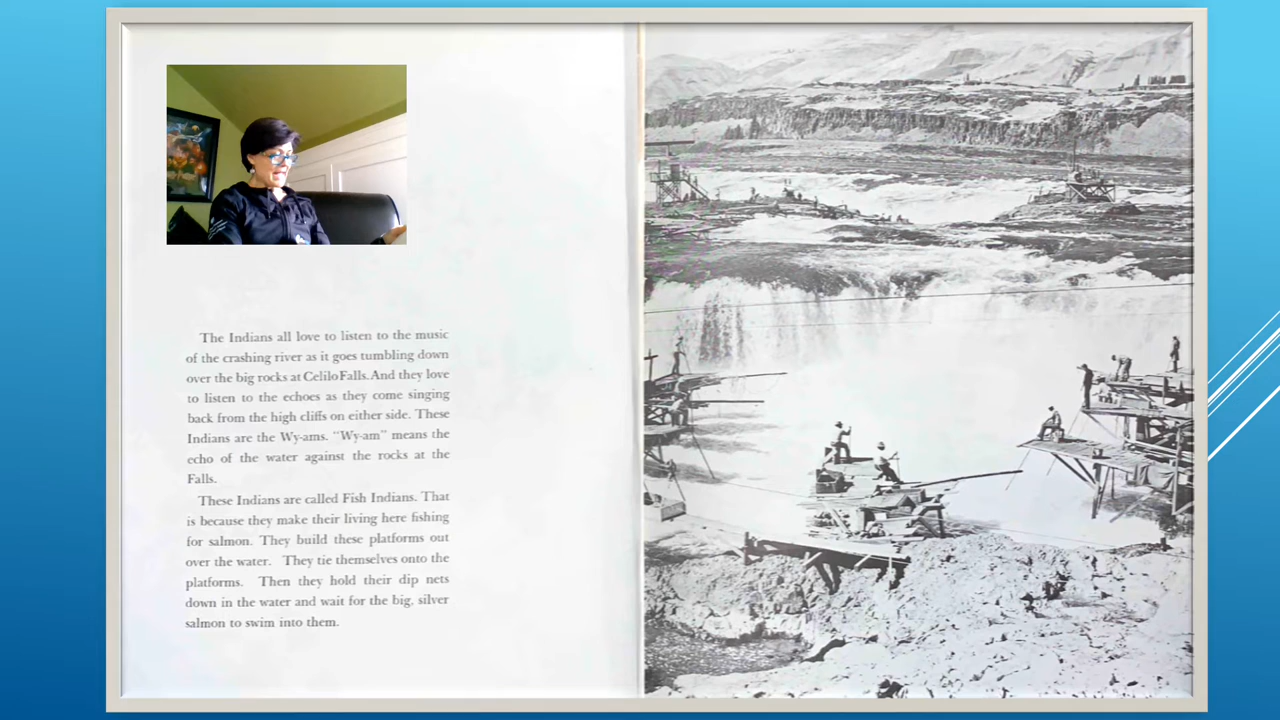 The Indians all love to listen to the music
of the crashing river as it goes tumbling down
over the big rocks at Celilo Falls. And they love
to listen to the echoes as they come singing
back from the high cliffs on either side. These
Indians are the Wy-ams. "Wy-am" means the
echo of the water against the rocks at the
Falls.
These Indians are called Fish Indians. That
is because they make their living here fishing
for salmon. They build these platforms out
over the water. They tie themselves onto the
platforms. Then they hold their dip nets
down in the water and wait for the big, silver
salmon to swim into them.